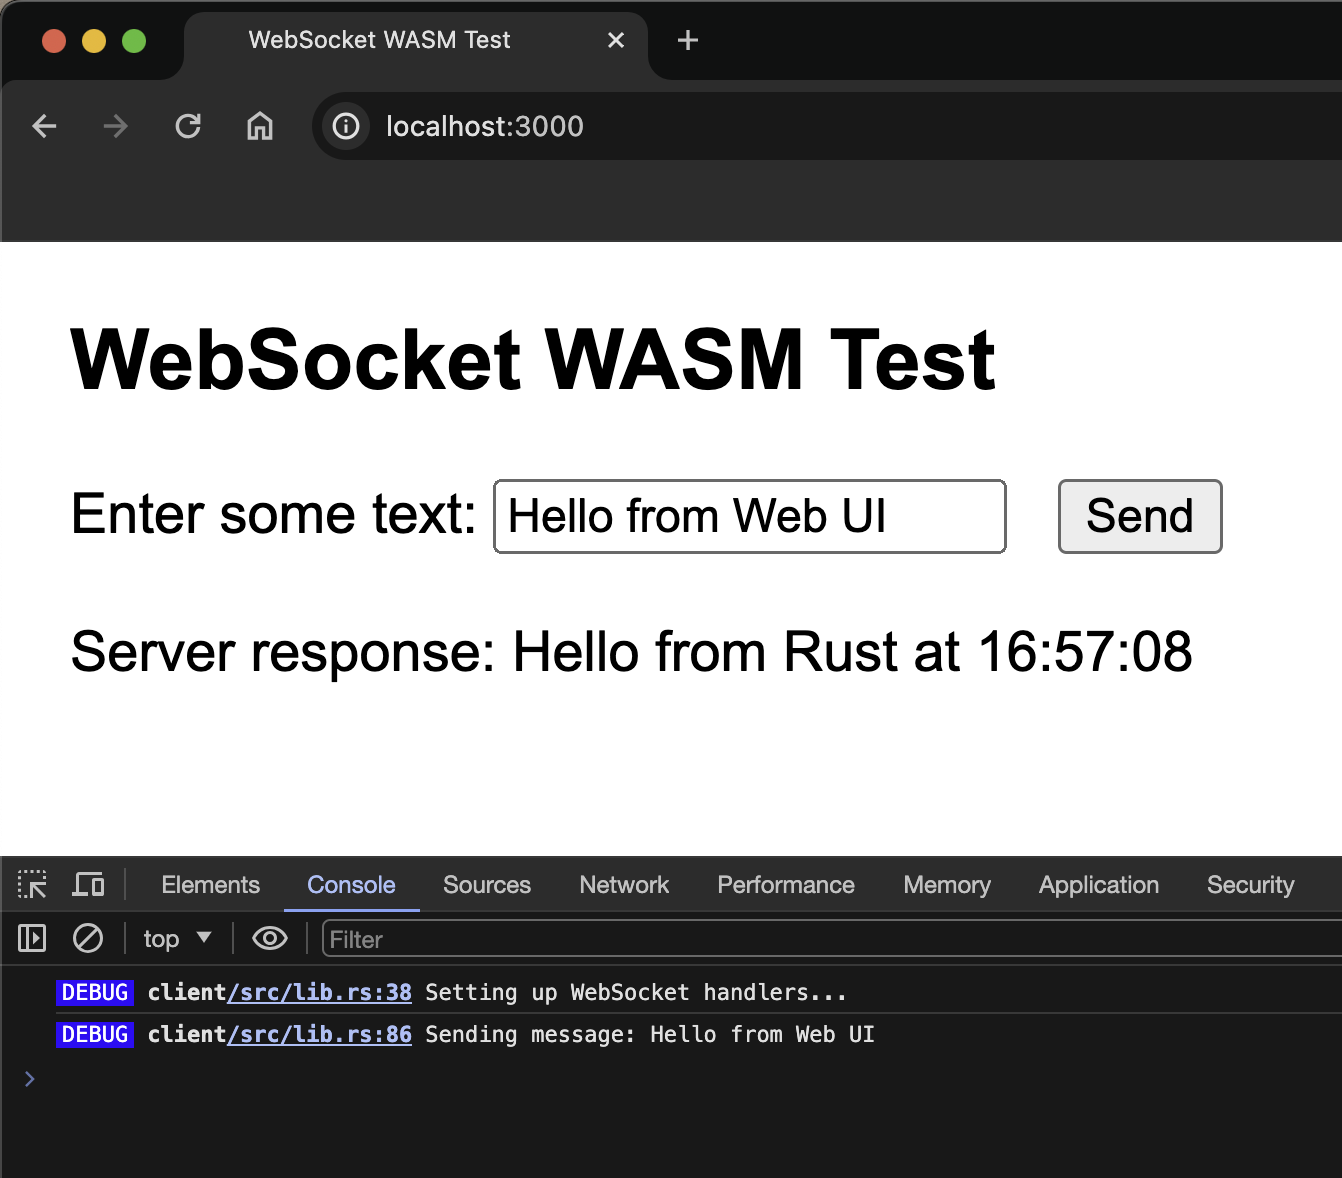 WebSocket WASM Test
localhost:3000
WebSocket WASM Test
Enter some text: Hello from Web UI Send
Server response: Hello from Rust at 16:57:08
Elements Console Sources Network Performance Memory Application Security
top Filter
DEBUG client/src/lib.rs:38 Setting up WebSocket handlers...
DEBUG client/src/lib.rs:86 Sending message: Hello from Web UI